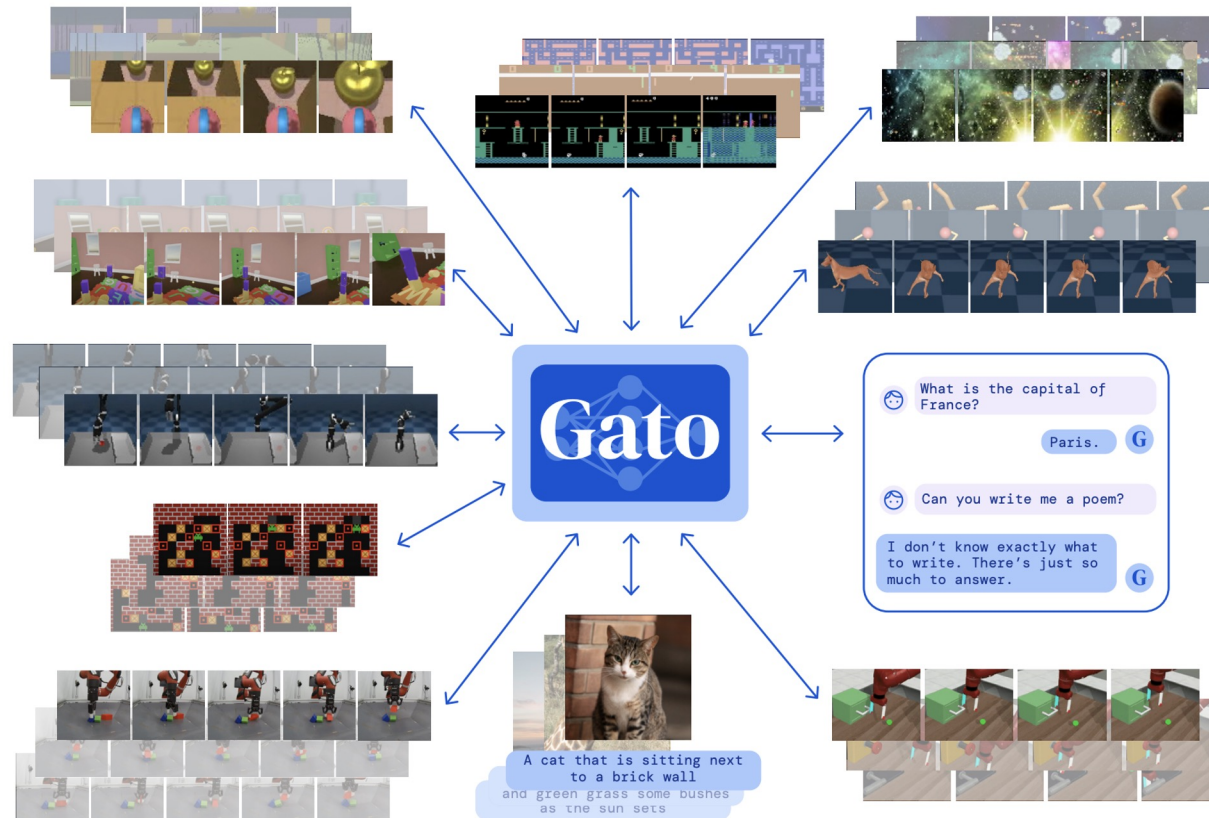 Gato
What is the capital of
France?
Paris.
G
Can you write me a poem?
I don't know exactly what
to write. There's just so
much to answer.
G
A cat that is sitting next
to a brick wall
and green grass some bushes
as the sun sets